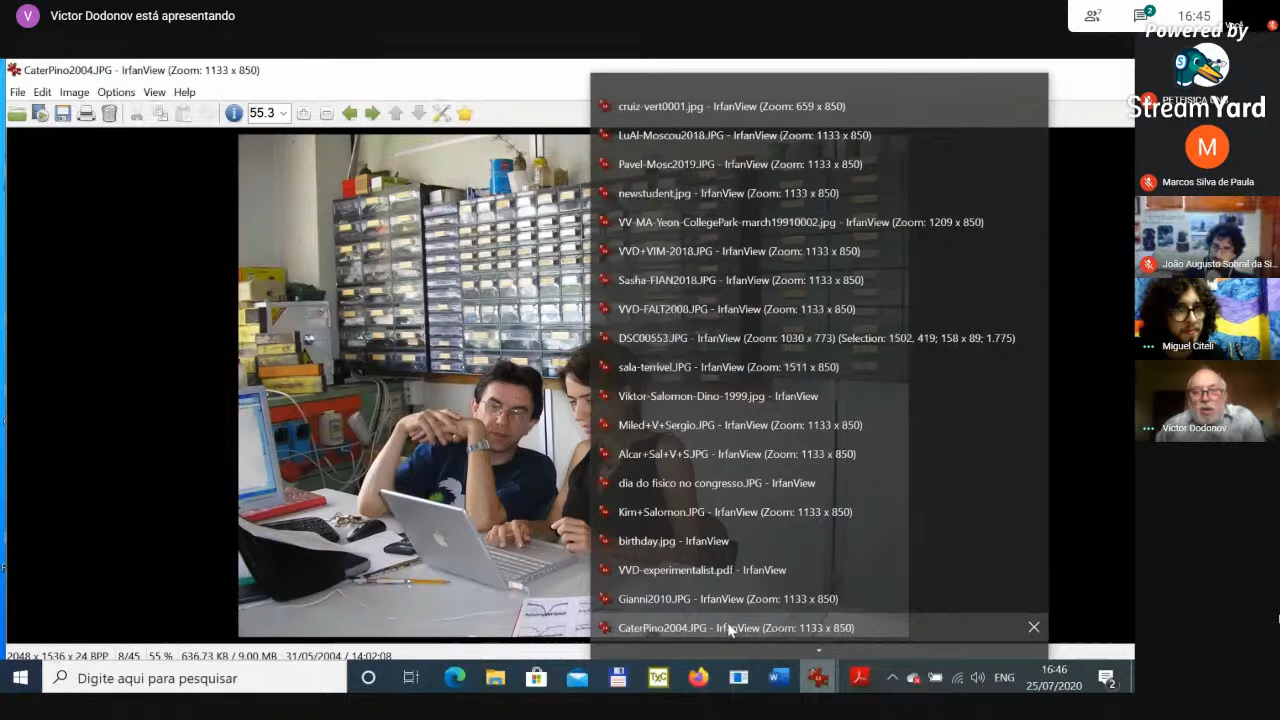 V Victor Dodonov está apresentando
7
2
16:45
Você
Powered by
StreamYard
CaterPino2004.JPG - IrfanView (Zoom: 1133 x 850)
File Edit Image Options View Help
55.3
cruiz-vert0001.jpg - IrfanView (Zoom: 659 x 850)
LuAl-Moscou2018.JPG - IrfanView (Zoom: 1133 x 850)
Pavel-Mosc2019.JPG - IrfanView (Zoom: 1133 x 850)
newstudent.jpg - IrfanView (Zoom: 1133 x 850)
VV-MA-Yeon-CollegePark-march19910002.jpg - IrfanView (Zoom: 1209 x 850)
VVD+VIM-2018.JPG - IrfanView (Zoom: 1133 x 850)
Sasha-FIAN2018.JPG - IrfanView (Zoom: 1133 x 850)
VVD-FALT2008.JPG - IrfanView (Zoom: 1133 x 850)
DSC00553.JPG - IrfanView (Zoom: 1030 x 773) (Selection: 1502, 419; 158 x 89; 1.775)
sala-terrivel.JPG - IrfanView (Zoom: 1511 x 850)
Viktor-Salomon-Dino-1999.jpg - IrfanView
Miled+V+Sergio.JPG - IrfanView (Zoom: 1133 x 850)
Alcar+Sal+V+S.JPG - IrfanView (Zoom: 1133 x 850)
dia do fisico no congresso.JPG - IrfanView
Kim+Salomon.JPG - IrfanView (Zoom: 1133 x 850)
birthday.jpg - IrfanView
VVD-experimentalist.pdf - IrfanView
Gianni2010.JPG - IrfanView (Zoom: 1133 x 850)
CaterPino2004.JPG - IrfanView (Zoom: 1133 x 850)
M
Marcos Silva de Paula
João Augusto Sobral da Si...
Miguel Citeli
Victor Dodonov
2048 x 1536 x 24 BPP 8/45 55 % 636.73 KB / 9.00 MB 31/05/2004 / 14:02:08
Digite aqui para pesquisar
TXC
ENG
16:46
25/07/2020
2